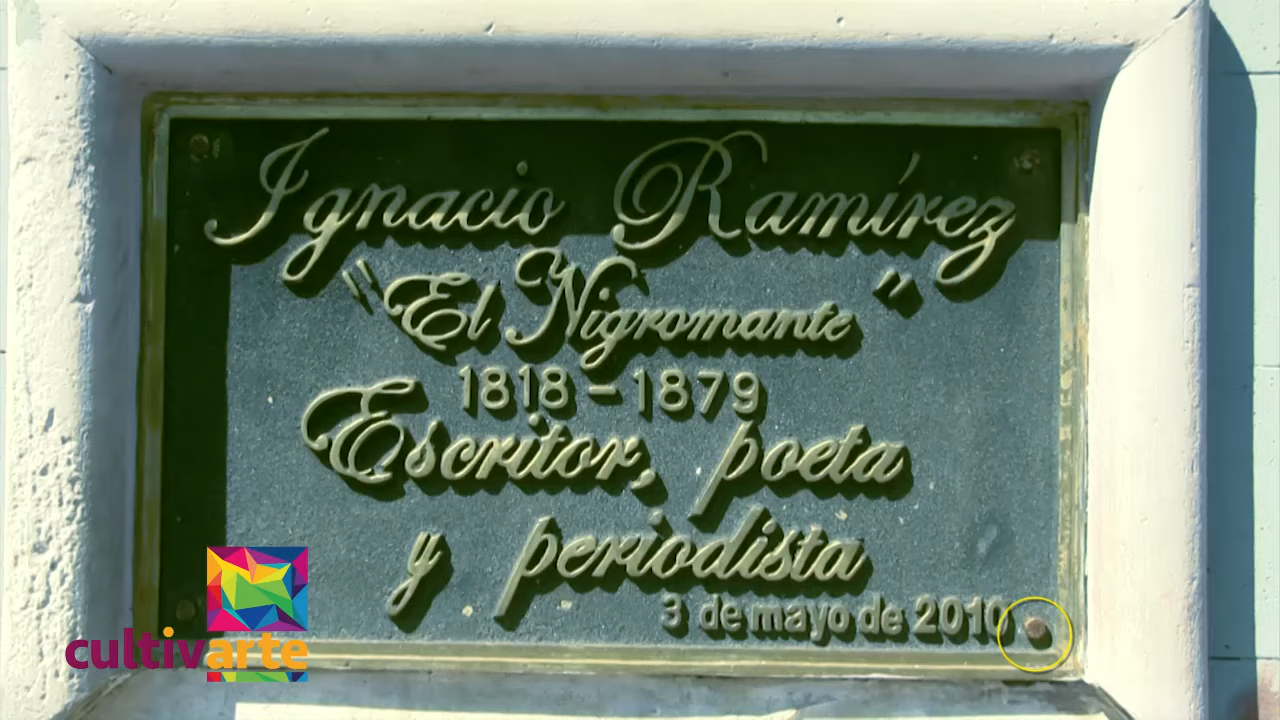 Ignacio Ramírez
"El Nigromante"
1818 - 1879
Escritor, poeta
y periodista
3 de mayo de 2010
cultivarte